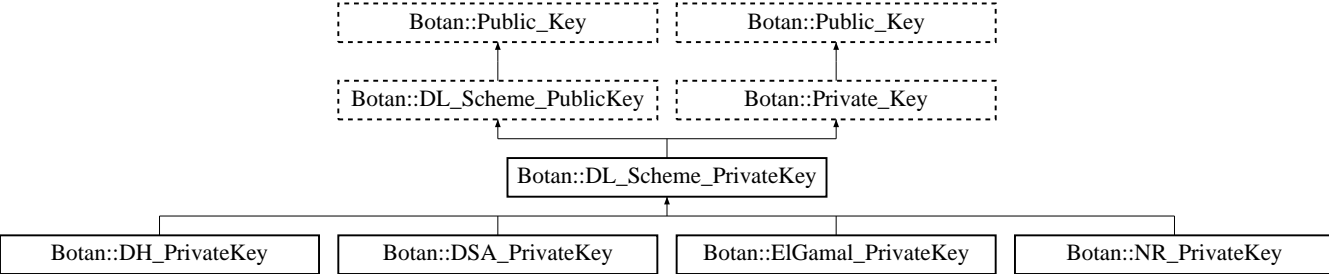 Botan::Public_Key
Botan::Public_Key
Botan::DL_Scheme_PublicKey
Botan::Private_Key
Botan::DL_Scheme_PrivateKey
Botan::DH_PrivateKey
Botan::DSA_PrivateKey
Botan::ElGamal_PrivateKey
Botan::NR_PrivateKey